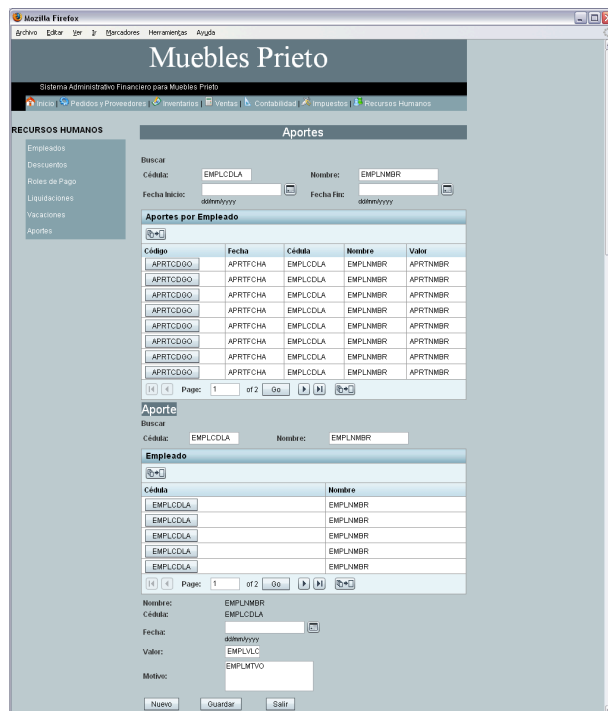 Mozilla Firefox
Archivo Editar Ver Ir Marcadores Herramientas Ayuda
Muebles Prieto
Sistema Administrativo Financiero para Muebles Prieto
Inicio | Pedidos y Proveedores | Inventarios | Ventas | Contabilidad | Impuestos | Recursos Humanos
RECURSOS HUMANOS
Empleados
Descuentos
Roles de Pago
Liquidaciones
Vacaciones
Aportes
Aportes
Buscar
Cédula: EMPLCDLA Nombre: EMPLNMBR
Fecha Inicio: dd/mm/yyyy Fecha Fin: dd/mm/yyyy
Aportes por Empleado
Código Fecha Cédula Nombre Valor
APRTCDGO APRTFCHA EMPLCDLA EMPLNMBR APRTNMBR
APRTCDGO APRTFCHA EMPLCDLA EMPLNMBR APRTNMBR
APRTCDGO APRTFCHA EMPLCDLA EMPLNMBR APRTNMBR
APRTCDGO APRTFCHA EMPLCDLA EMPLNMBR APRTNMBR
APRTCDGO APRTFCHA EMPLCDLA EMPLNMBR APRTNMBR
APRTCDGO APRTFCHA EMPLCDLA EMPLNMBR APRTNMBR
APRTCDGO APRTFCHA EMPLCDLA EMPLNMBR APRTNMBR
APRTCDGO APRTFCHA EMPLCDLA EMPLNMBR APRTNMBR
Page: 1 of 2 Go
Aporte
Buscar
Cédula: EMPLCDLA Nombre: EMPLNMBR
Empleado
Cédula Nombre
EMPLCDLA EMPLNMBR
EMPLCDLA EMPLNMBR
EMPLCDLA EMPLNMBR
EMPLCDLA EMPLNMBR
EMPLCDLA EMPLNMBR
Page: 1 of 2 Go
Nombre: EMPLNMBR
Cédula: EMPLCDLA
Fecha: dd/mm/yyyy
Valor: EMPLVLC
Motivo: EMPLMTVO
Nuevo Guardar Salir